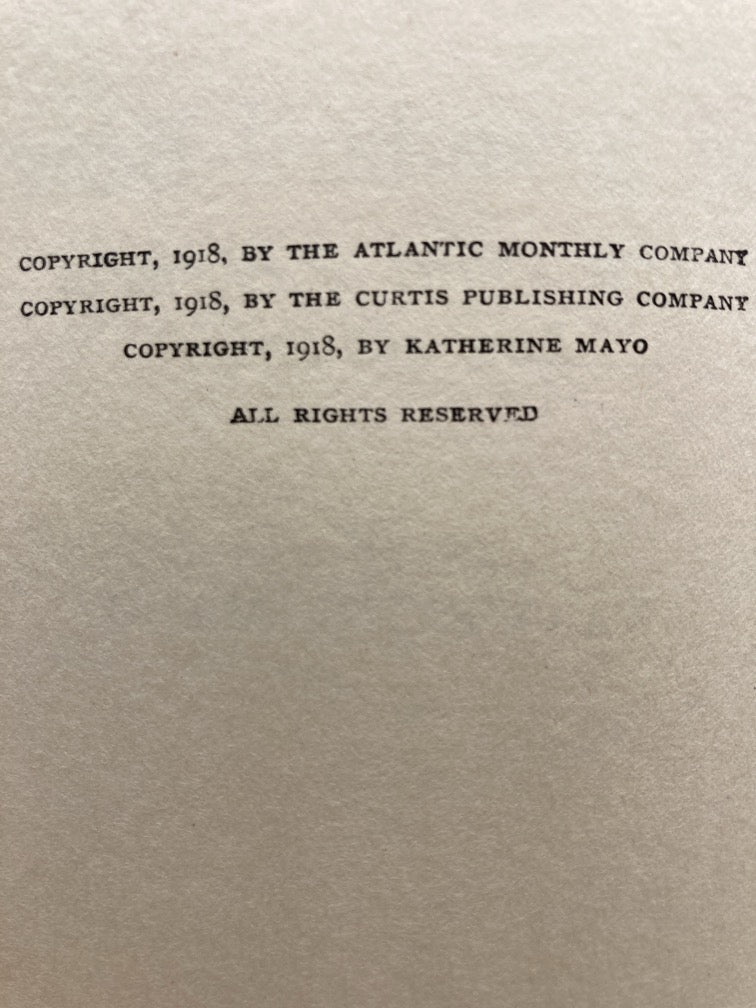 COPYRIGHT, 1918, BY THE ATLANTIC MONTHLY COMPANY
COPYRIGHT, 1918, BY THE CURTIS PUBLISHING COMPANY
COPYRIGHT, 1918, BY KATHERINE MAYO
ALL RIGHTS RESERVED